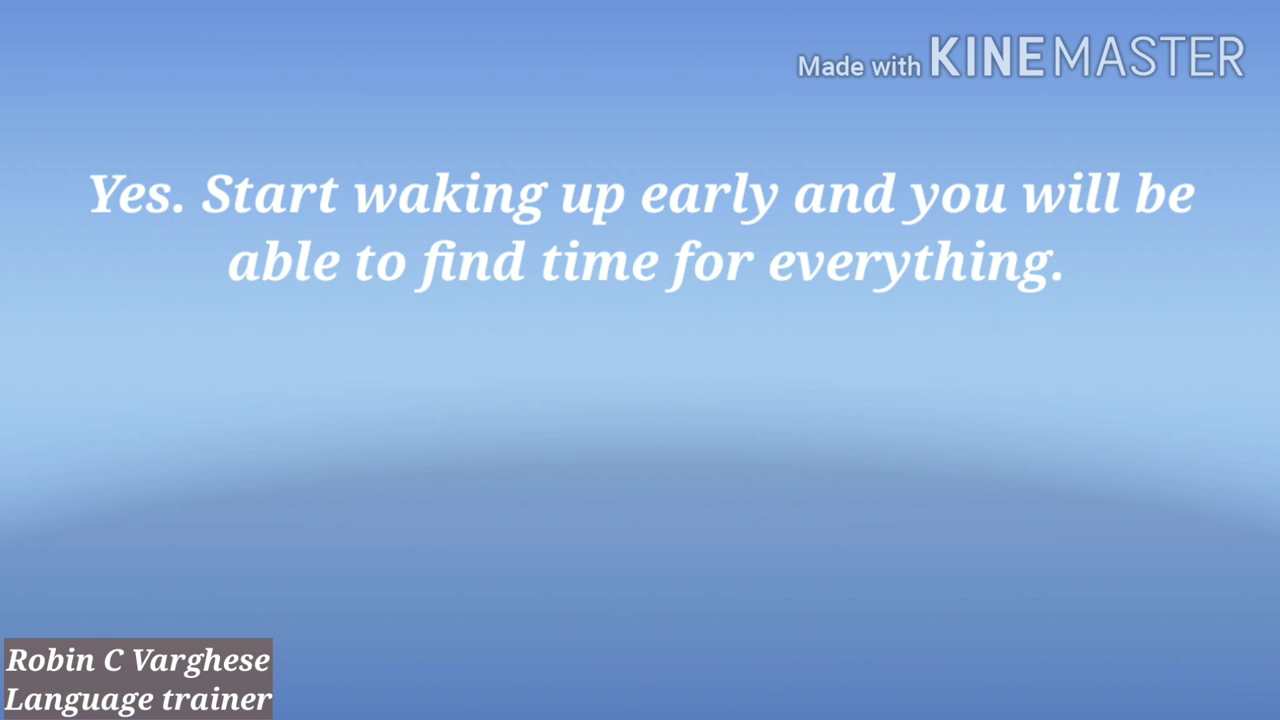 Made with KINEMASTER
Yes. Start waking up early and you will be
able to find time for everything.
Robin C Varghese
Language trainer